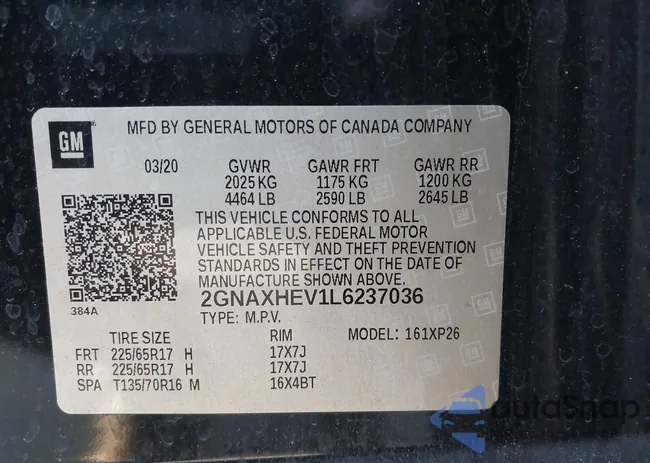 GM
MFD BY GENERAL MOTORS OF CANADA COMPANY
03/20 GVWR GAWR FRT GAWR RR
2025 KG 1175 KG 1200 KG
4464 LB 2590 LB 2645 LB
THIS VEHICLE CONFORMS TO ALL
APPLICABLE U.S. FEDERAL MOTOR
VEHICLE SAFETY AND THEFT PREVENTION
STANDARDS IN EFFECT ON THE DATE OF
MANUFACTURE SHOWN ABOVE.
384A
2GNAXHEV1L6237036
TYPE: M.P.V.
TIRE SIZE RIM MODEL: 161XP26
FRT 225/65R17 H 17X7J
RR 225/65R17 H 17X7J
SPA T135/70R16 M 16X4BT
autoSnap